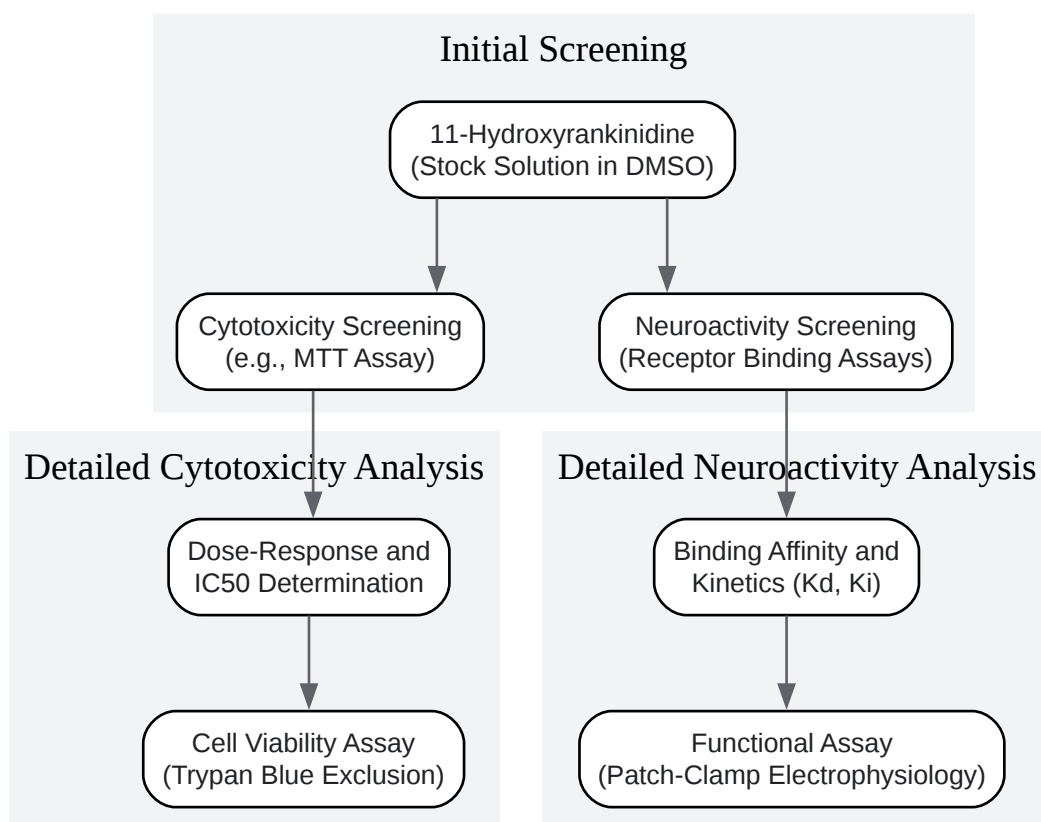 Initial Screening
11-Hydroxyrankinidine
(Stock Solution in DMSO)
Cytotoxicity Screening
(e.g., MTT Assay)
Neuroactivity Screening
(Receptor Binding Assays)
Detailed Cytotoxicity Analysis
Dose-Response and
IC50 Determination
Cell Viability Assay
(Trypan Blue Exclusion)
Detailed Neuroactivity Analysis
Binding Affinity and
Kinetics (Kd, Ki)
Functional Assay
(Patch-Clamp Electrophysiology)